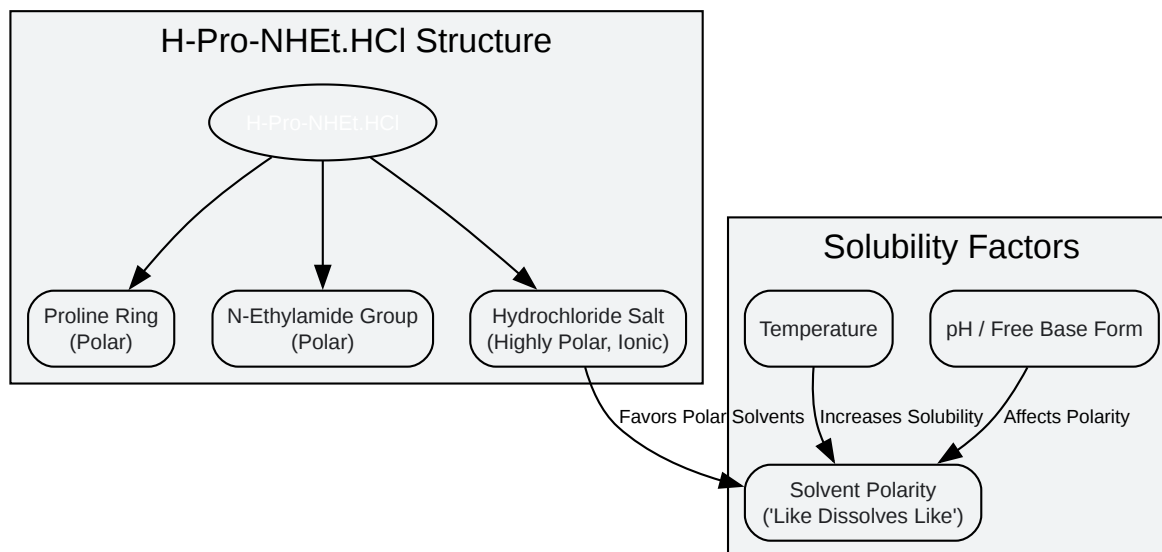 H-Pro-NHEt.HCl Structure
H-Pro-NHEt.HCl
Proline Ring
(Polar)
N-Ethylamide Group
(Polar)
Hydrochloride Salt
(Highly Polar, Ionic)
Solubility Factors
Temperature
pH / Free Base Form
Favors Polar Solvents
Increases Solubility
Affects Polarity
Solvent Polarity
('Like Dissolves Like')